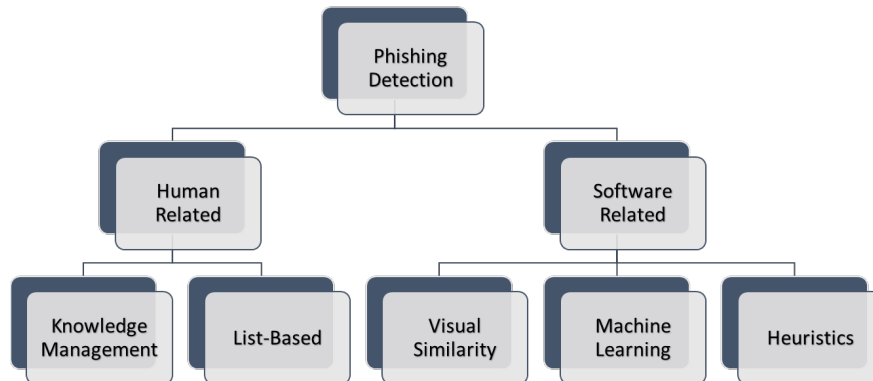 Phishing
Detection
Human
Related
Software
Related
Knowledge
Management
List-Based
Visual
Similarity
Machine
Learning
Heuristics